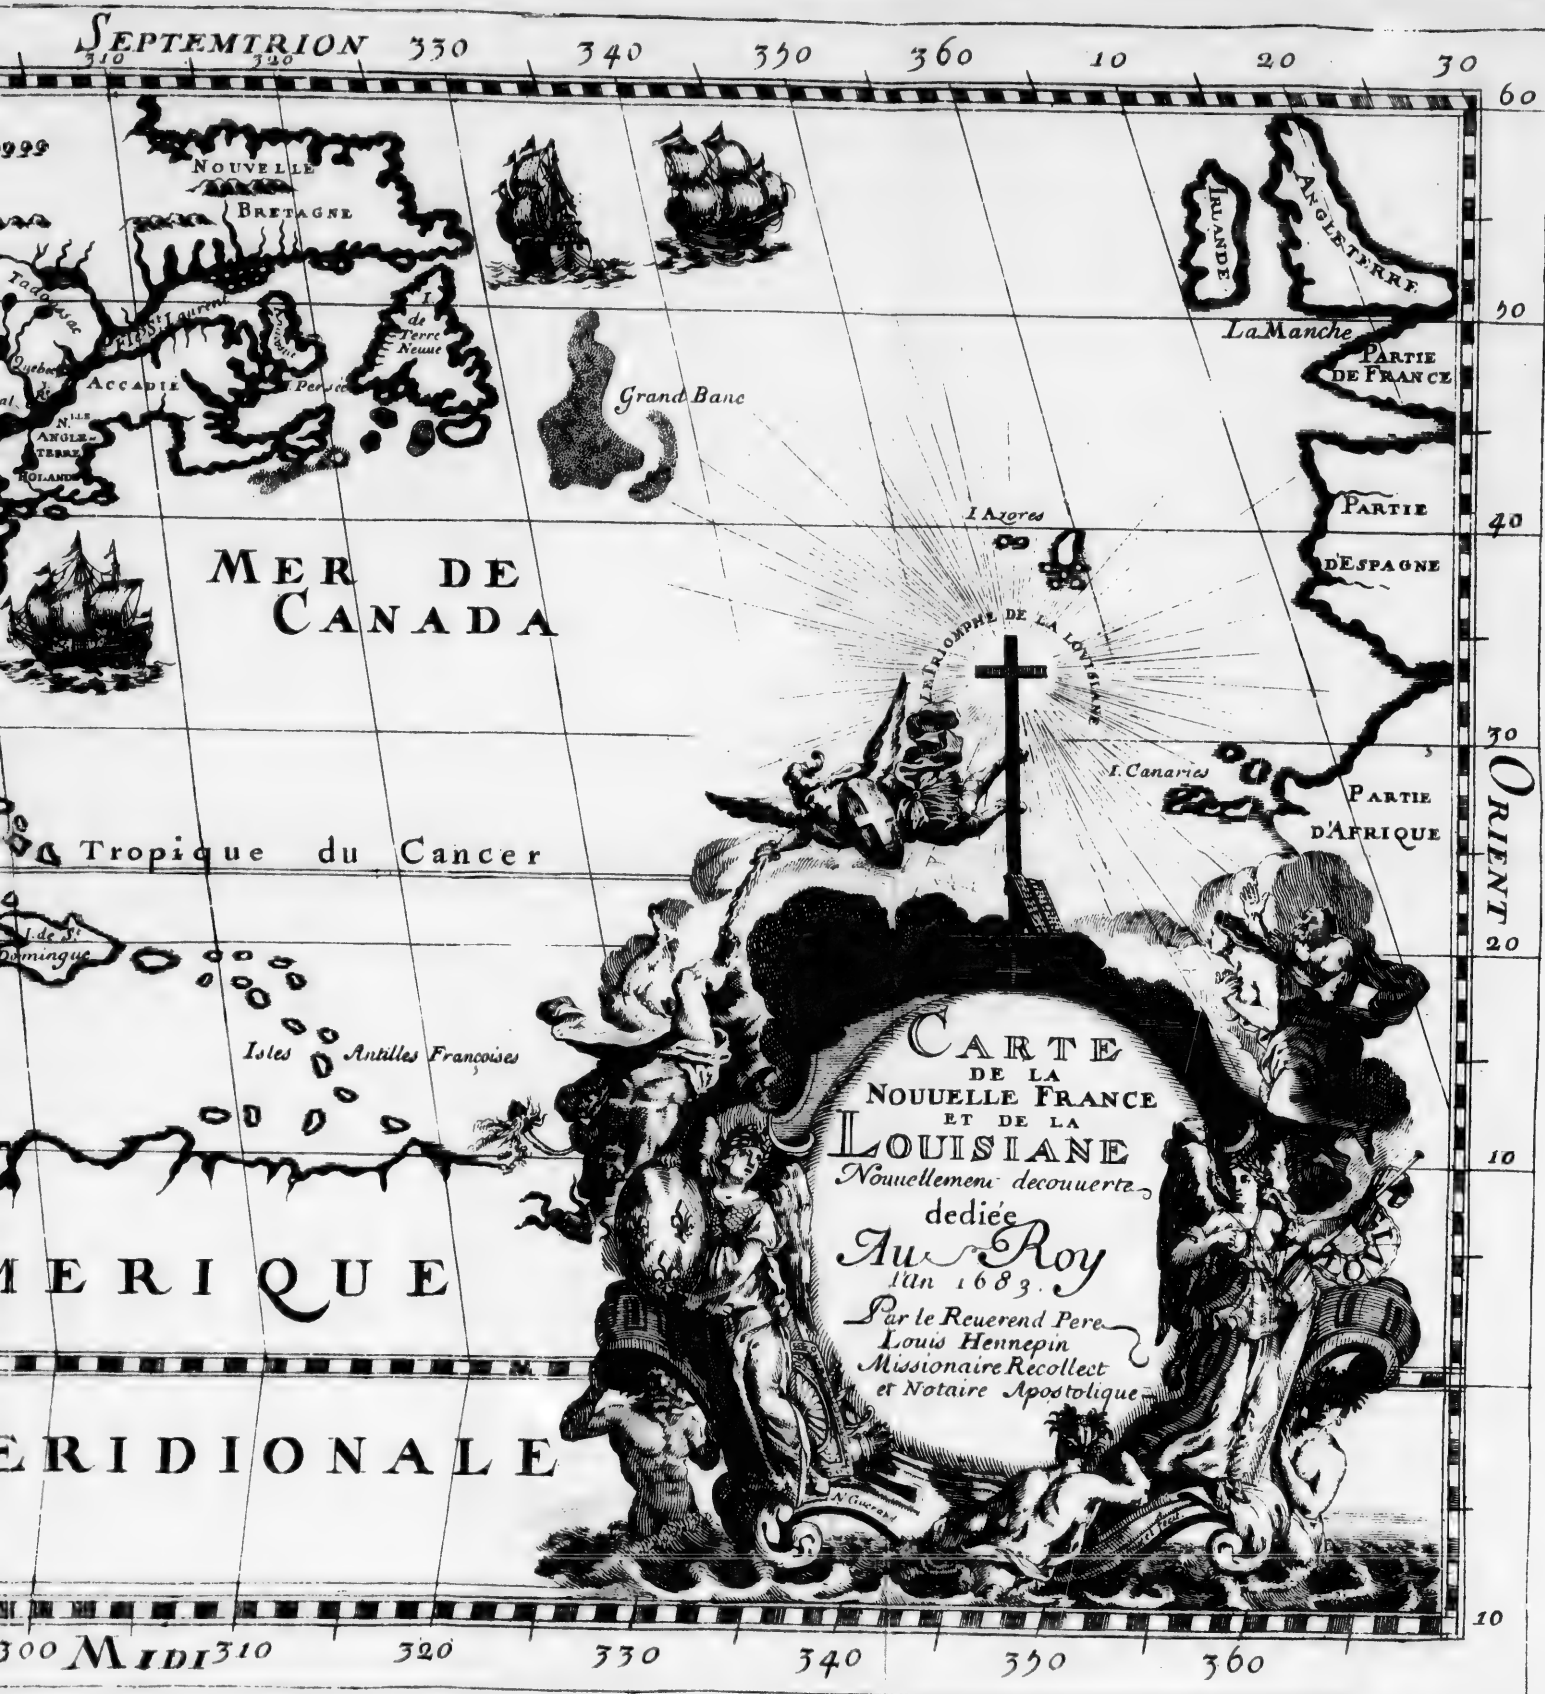 SEPTEMTRION 330 340 350 360 10 20 30
310 320
60
NOUVELLE
BRETAGNE
Tadousac
Quebec
ACCADIE
I. Persée
N.LLE
ANGLE-
TERRE
HOLANDE
I
de
Terre
Neuue
Grand Banc
IRLANDE
ANGLETERRE
50
La Manche
PARTIE
DE FRANCE
I Azores
PARTIE
D'ESPAGNE
40
MER DE
CANADA
LE TRIOMPHE DE LA LOVISIANE
30
ORIENT
I. Canaries
PARTIE
D'AFRIQUE
Tropique du Cancer
I. de St.
Domingue
20
Isles Antilles Françoises
10
CARTE
DE LA
NOUUELLE FRANCE
ET DE LA
LOUISIANE
Nouuellement decouuerte
dediée
Au Roy
l'an 1683.
Par le Reuerend Pere
Louis Hennepin
Missionaire Recollect
et Notaire Apostolique
MERIQUE
ERIDIONALE
N. Guerard
10
300 MIDI 310 320 330 340 350 360